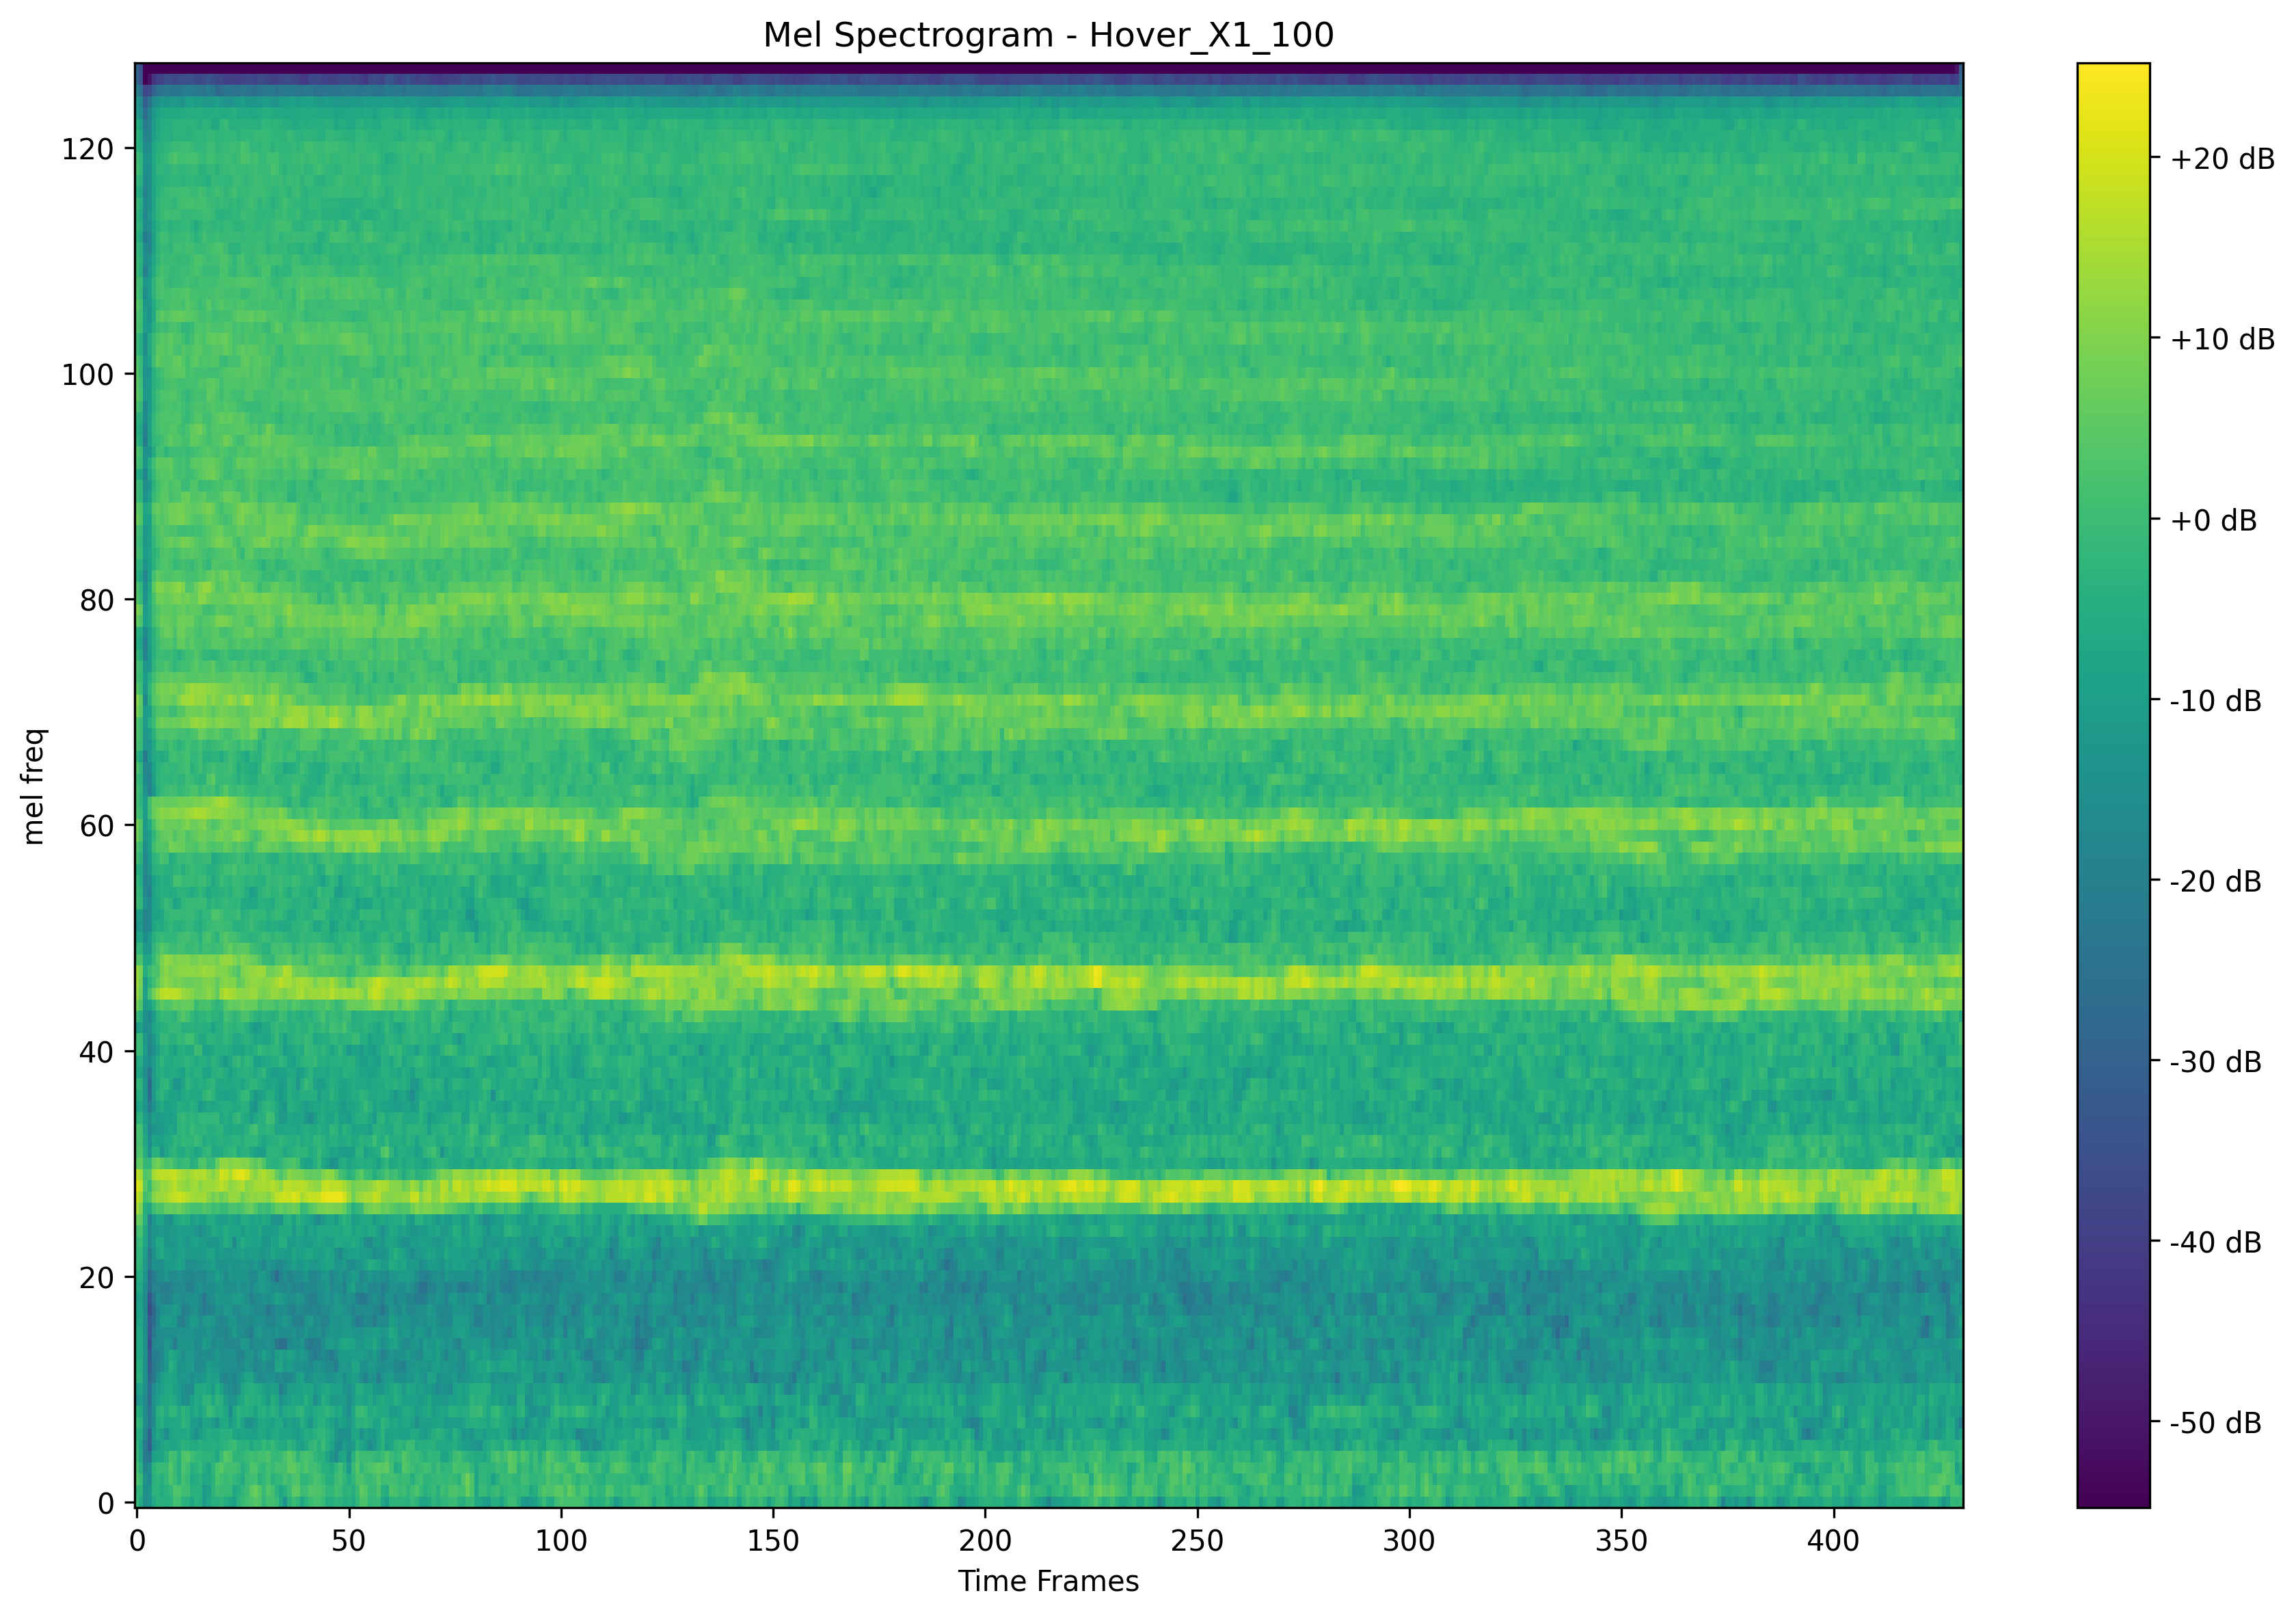 Mel Spectrogram - Hover_X1_100
mel freq
120
100
80
60
40
20
0
0 50 100 150 200 250 300 350 400
Time Frames
+20 dB
+10 dB
+0 dB
-10 dB
-20 dB
-30 dB
-40 dB
-50 dB